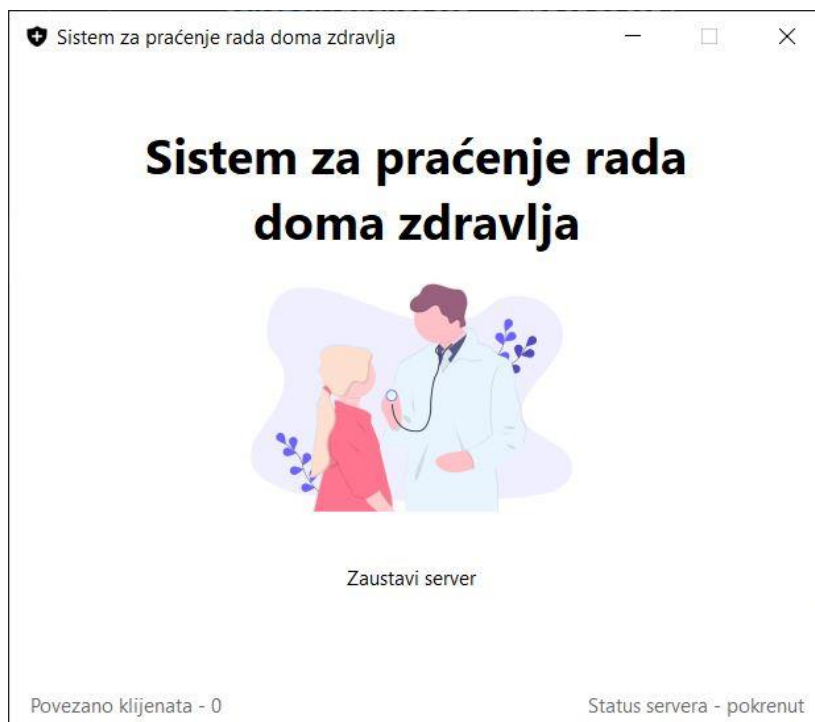 Sistem za praćenje rada doma zdravlja
Sistem za praćenje rada
doma zdravlja
Zaustavi server
Povezano klijenata - 0
Status servera - pokrenut